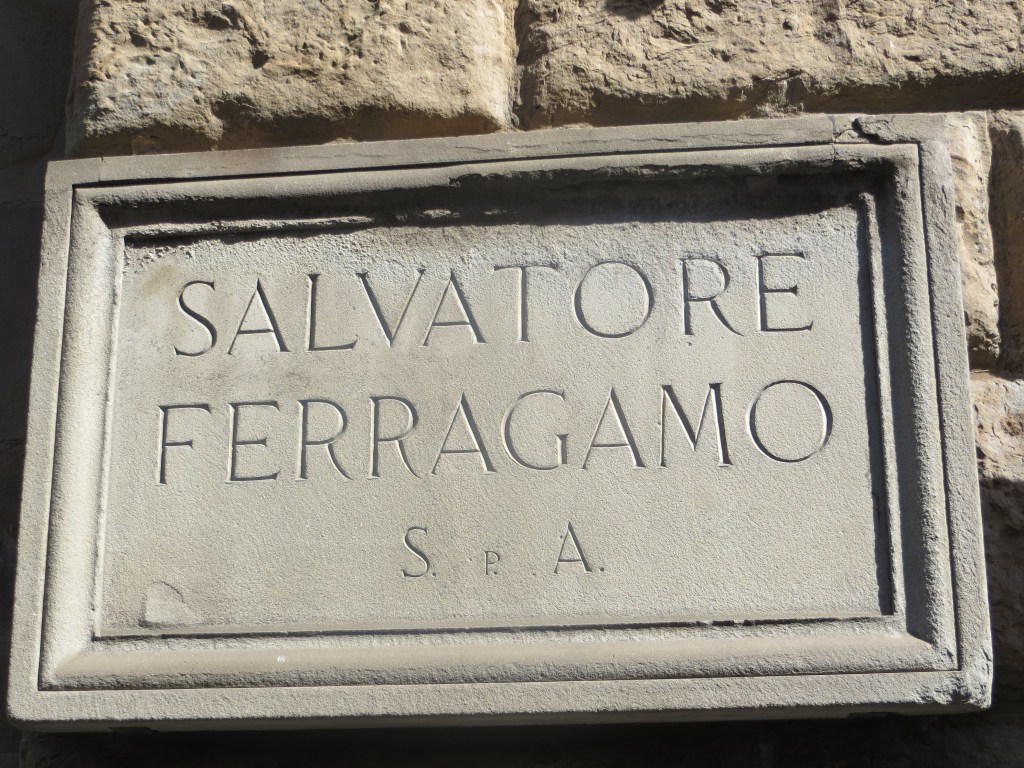 SALVATORE
FERRAGAMO
S. P. A.